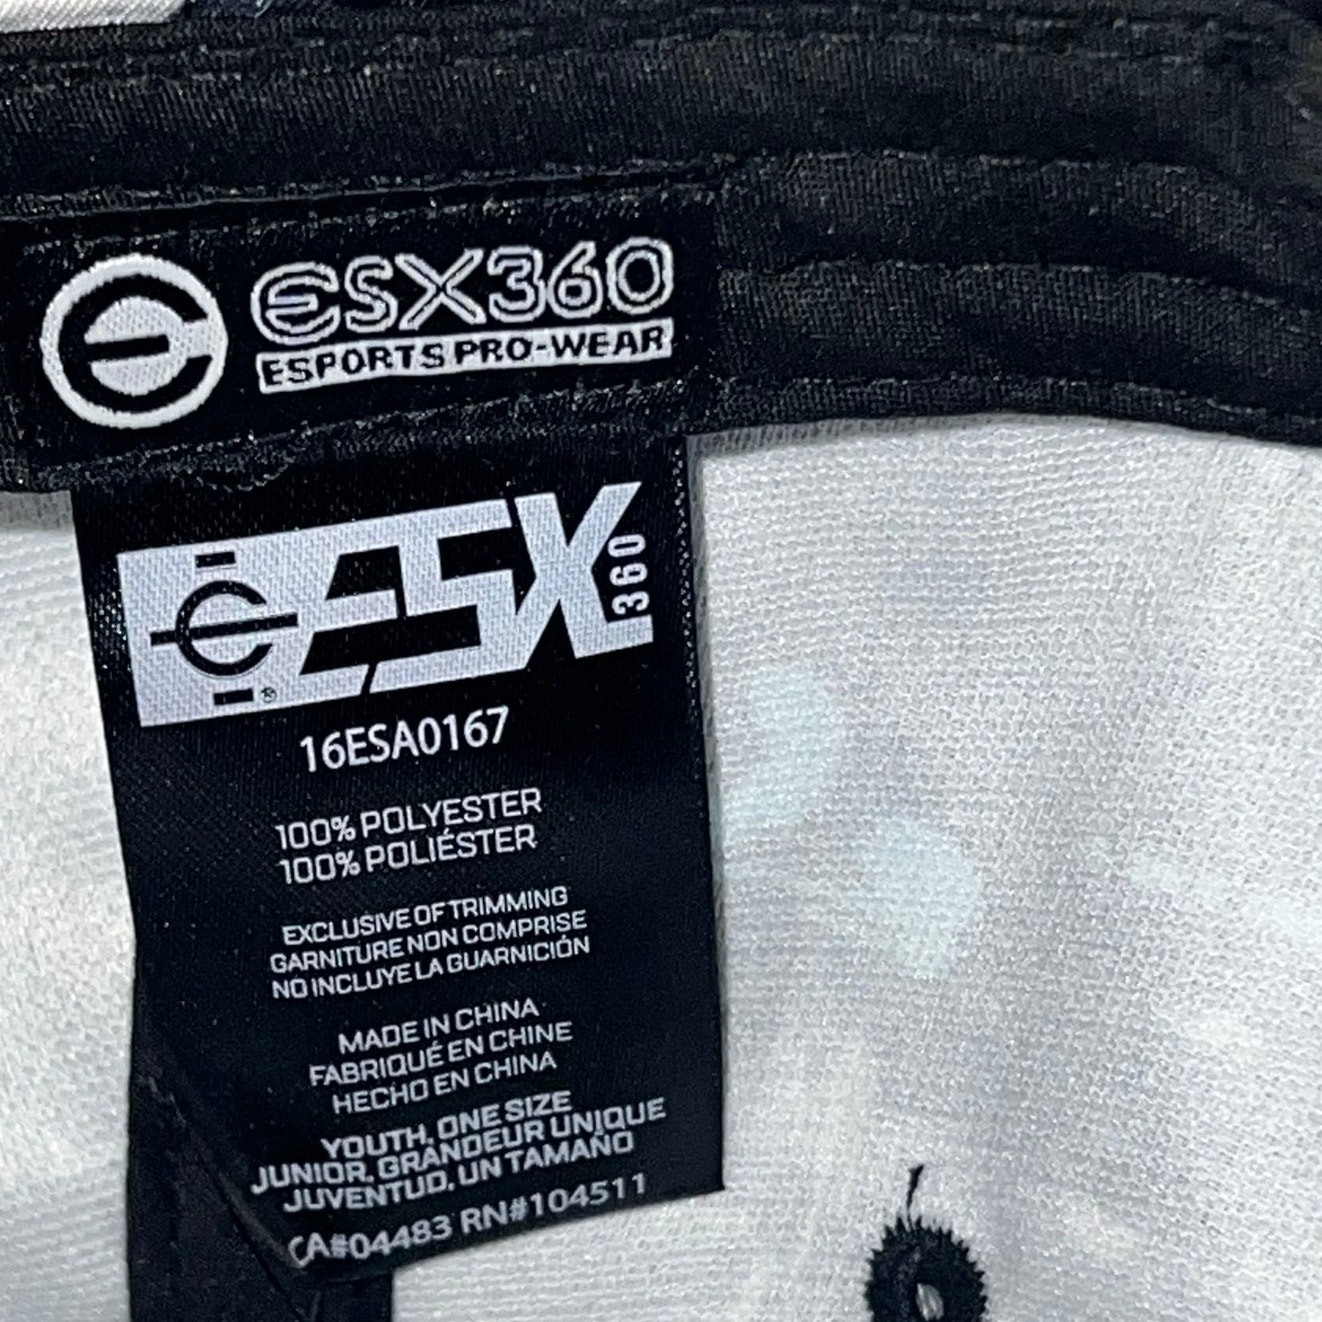 e ESX360
ESPORTS PRO-WEAR
e ESX 360
®
16ESA0167
100% POLYESTER
100% POLIÉSTER
EXCLUSIVE OF TRIMMING
GARNITURE NON COMPRISE
NO INCLUYE LA GUARNICIÓN
MADE IN CHINA
FABRIQUÉ EN CHINE
HECHO EN CHINA
YOUTH, ONE SIZE
JUNIOR, GRANDEUR UNIQUE
JUVENTUD, UN TAMAÑO
CA#04483 RN#104511